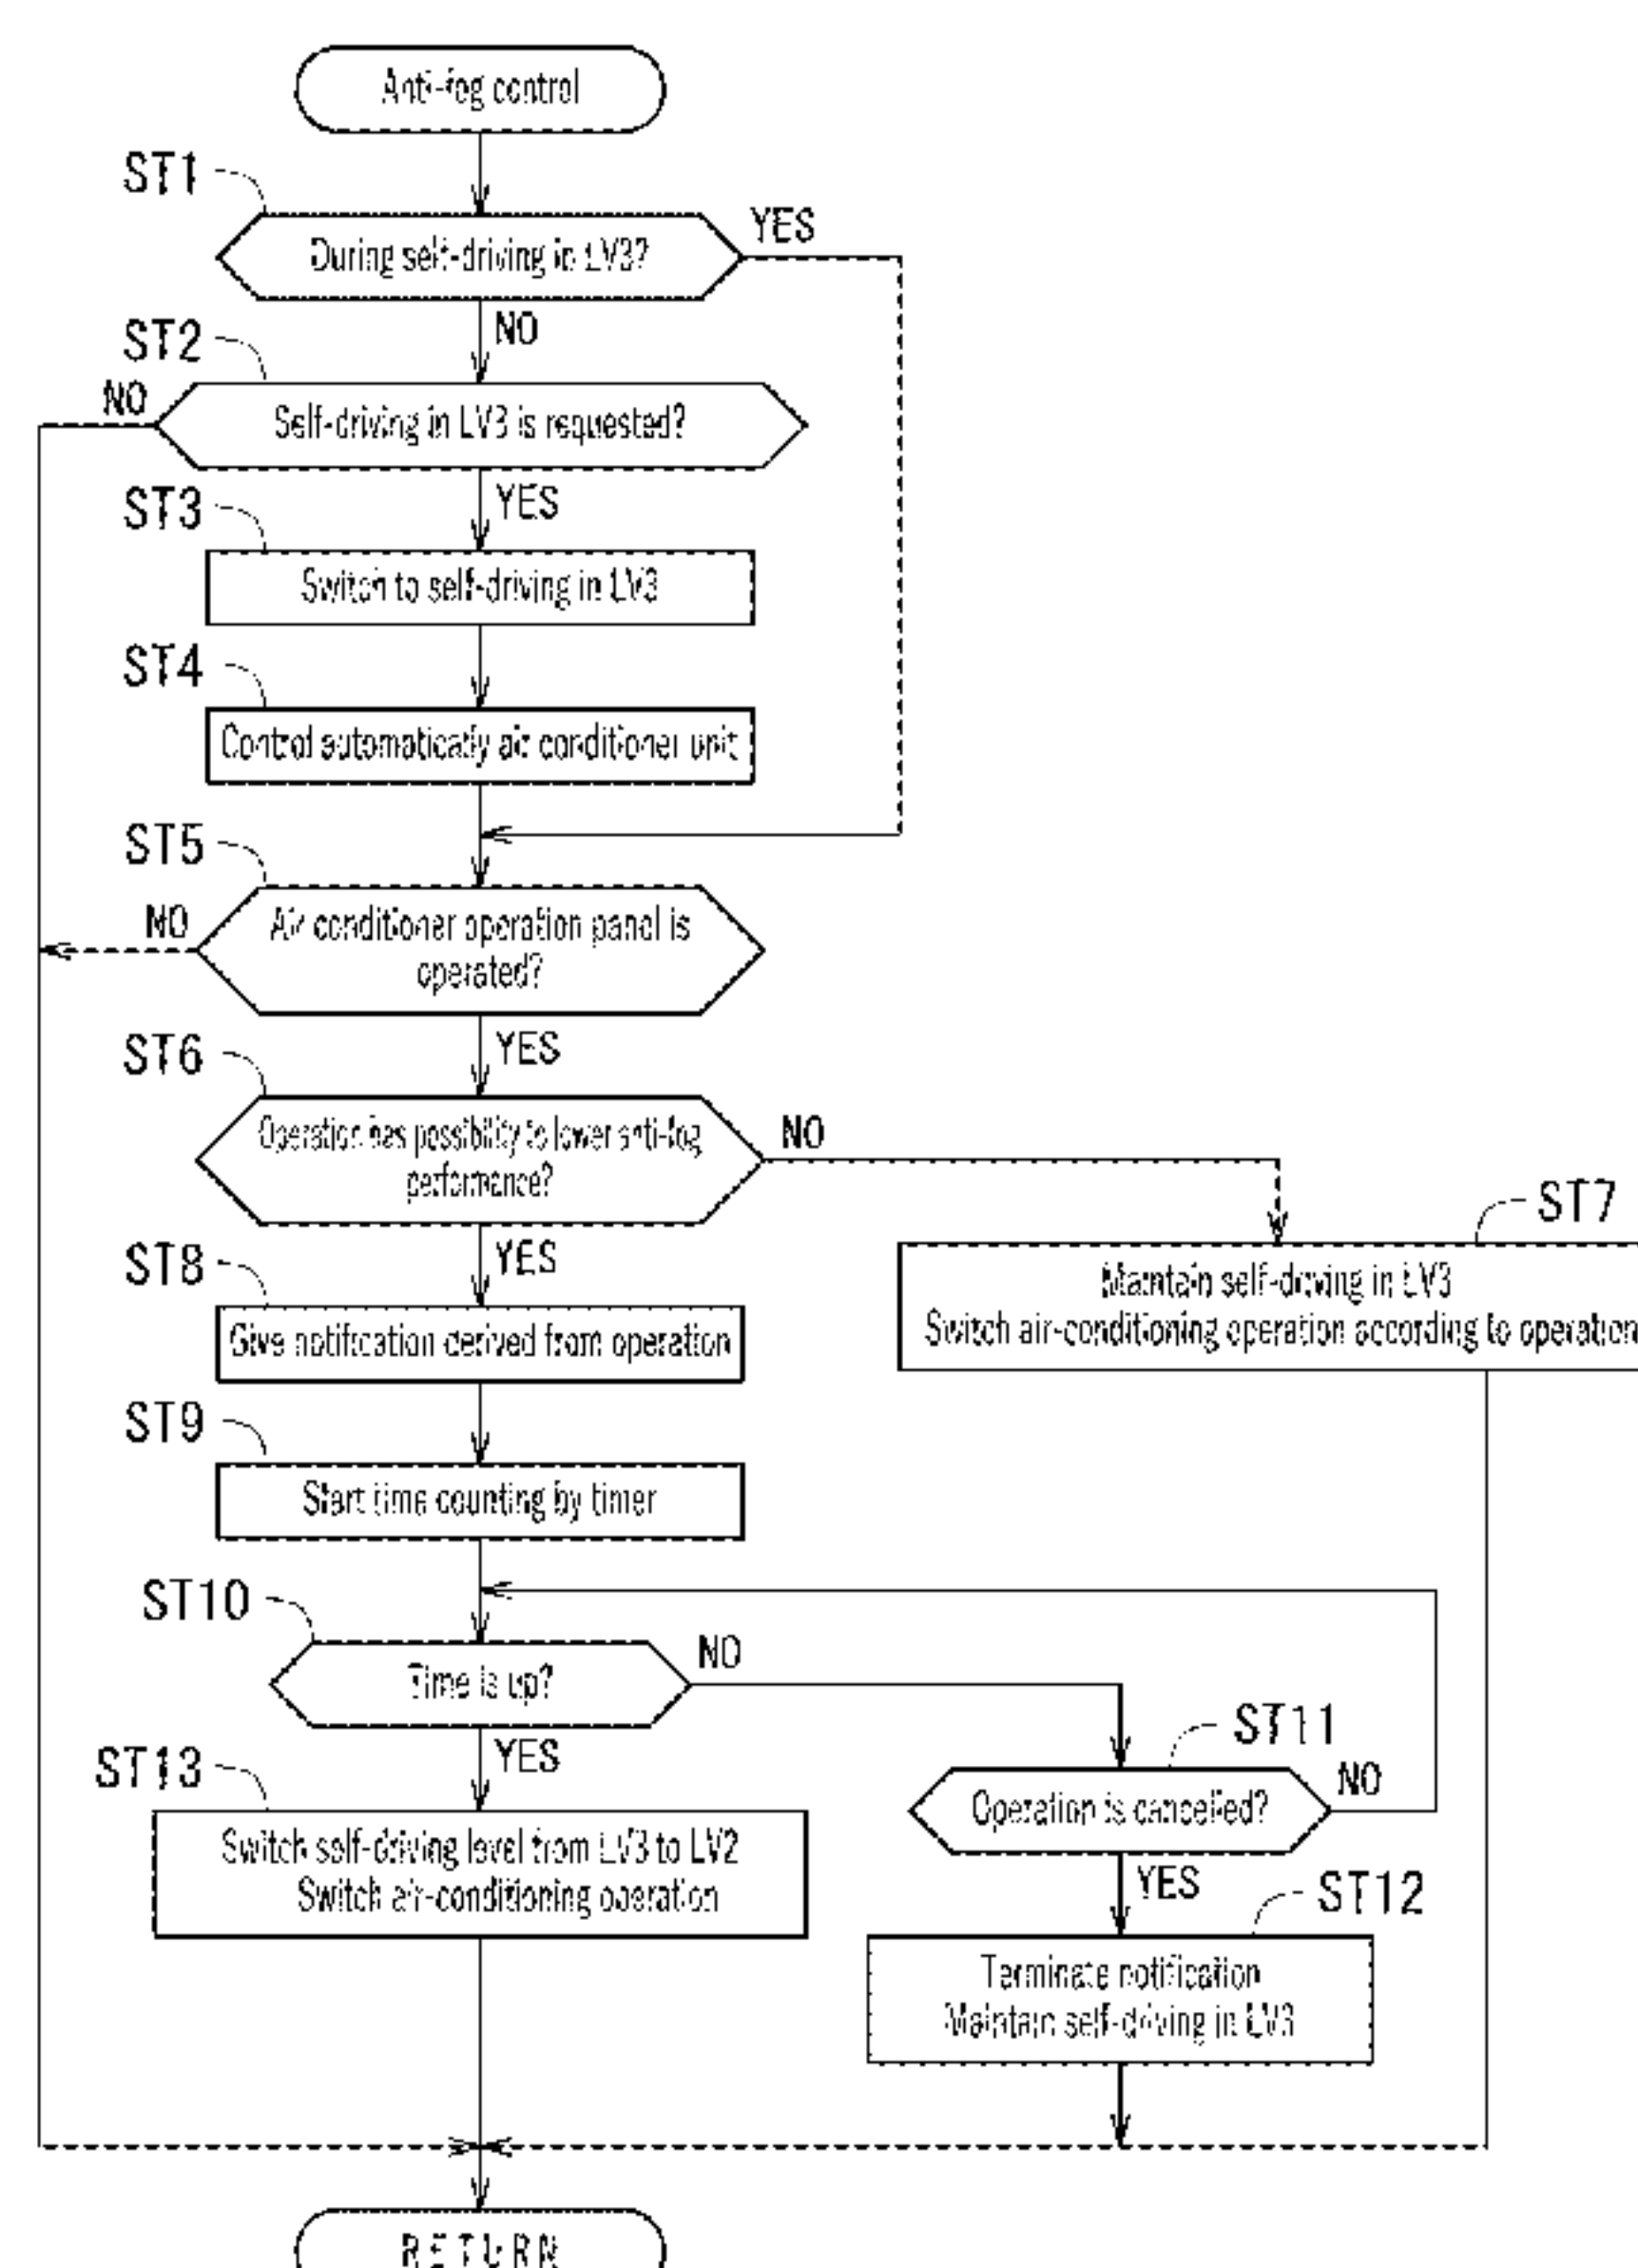 Anti-fog control
ST1
During self-driving in LV3?
YES
NO
ST2
NO
Self-driving in LV3 is requested?
YES
ST3
Switch to self-driving in LV3
ST4
Control automatically air conditioner unit
ST5
NO
Air conditioner operation panel is
operated?
YES
ST6
Operation has possibility to lower anti-fog
performance?
NO
ST7
Maintain self-driving in LV3
Switch air-conditioning operation according to operation
YES
ST8
Give notification derived from operation
ST9
Start time counting by timer
ST10
Time is up?
NO
ST11
Operation is cancelled?
NO
YES
ST13
Switch self-driving level from LV3 to LV2
Switch air-conditioning operation
YES
ST12
Terminate notification
Maintain self-driving in LV3
RETURN